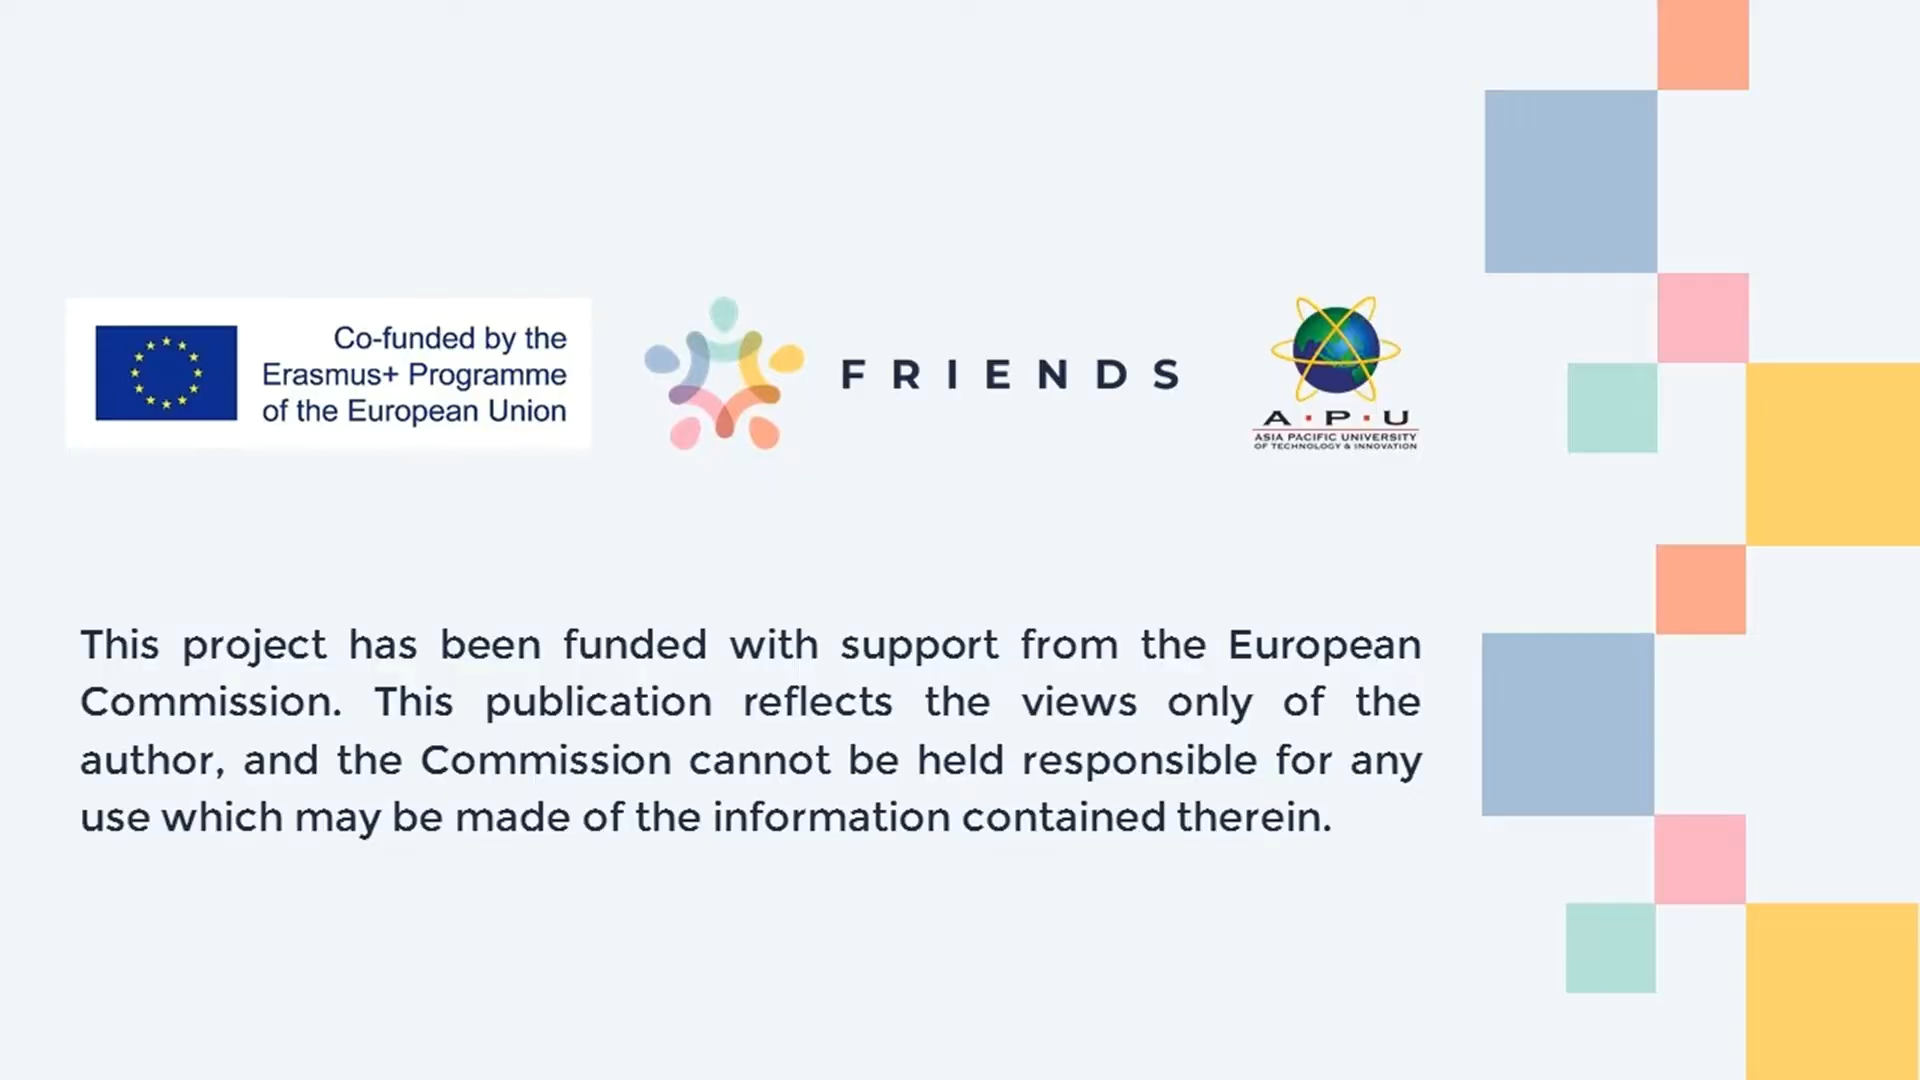 Co-funded by the
Erasmus+ Programme
of the European Union
FRIENDS
A·P·U
ASIA PACIFIC UNIVERSITY
OF TECHNOLOGY & INNOVATION
This project has been funded with support from the European
Commission. This publication reflects the views only of the
author, and the Commission cannot be held responsible for any
use which may be made of the information contained therein.